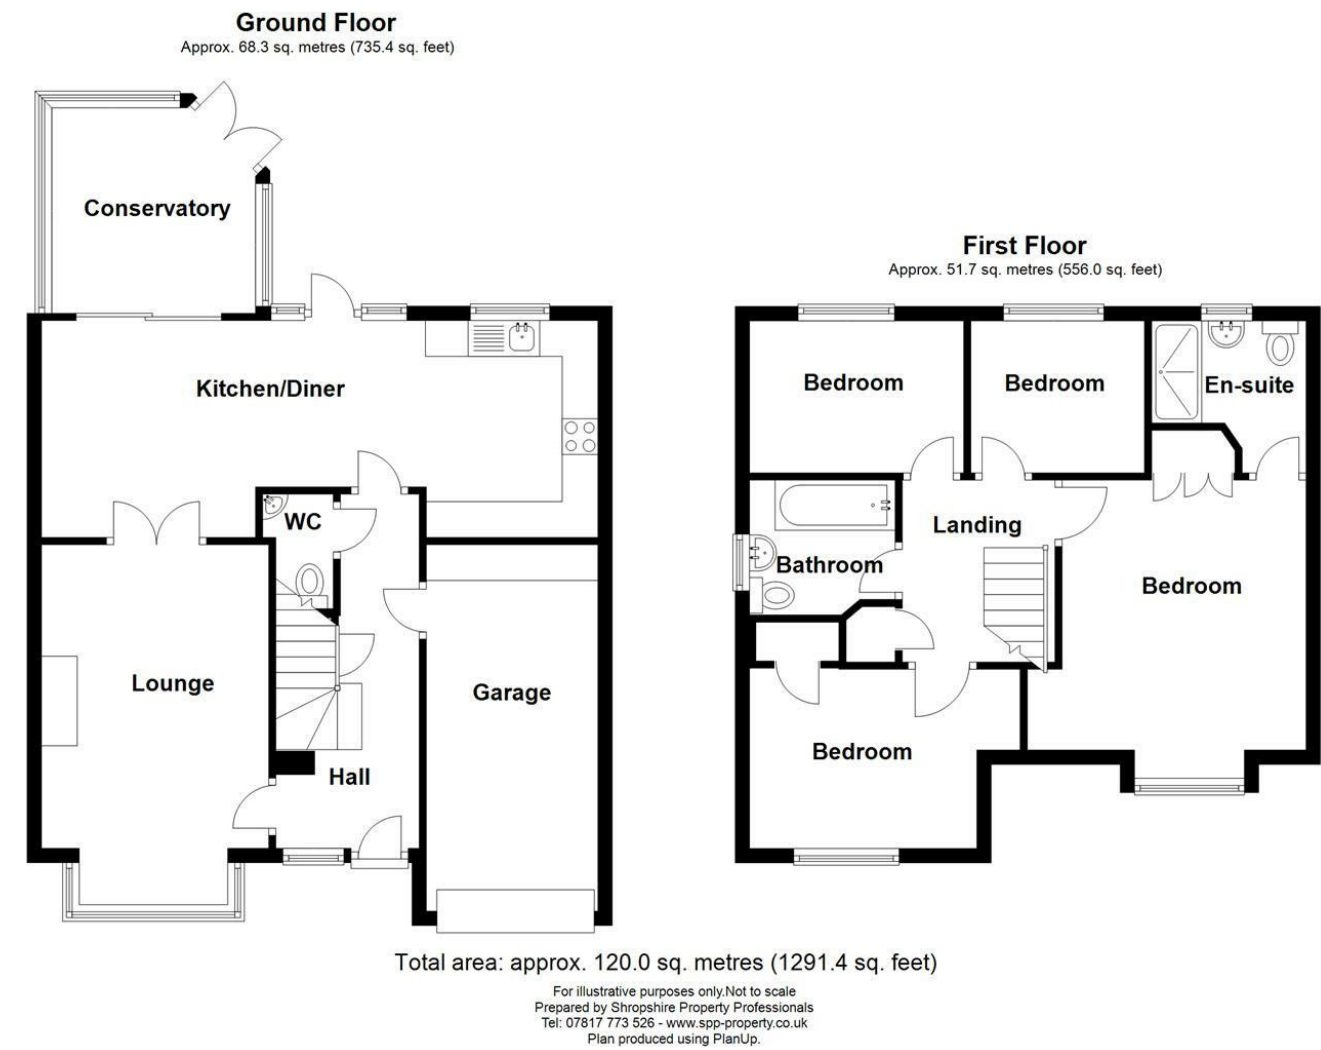 Ground Floor
Approx. 68.3 sq. metres (735.4 sq. feet)
Conservatory
Kitchen/Diner
WC
Lounge
Garage
Hall
First Floor
Approx. 51.7 sq. metres (556.0 sq. feet)
Bedroom
Bedroom
En-suite
Landing
Bathroom
Bedroom
Bedroom
Total area: approx. 120.0 sq. metres (1291.4 sq. feet)
For illustrative purposes only.Not to scale
Prepared by Shropshire Property Professionals
Tel: 07817 773 526 - www.spp-property.co.uk
Plan produced using PlanUp.